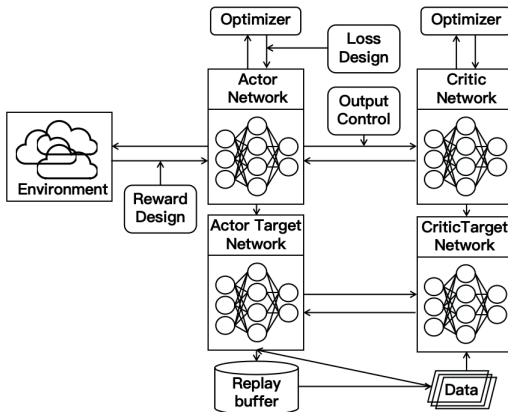 Optimizer
Optimizer
Loss
Design
Actor
Network
Critic
Network
Output
Control
Environment
Reward
Design
Actor Target
Network
CriticTarget
Network
Replay
buffer
Data